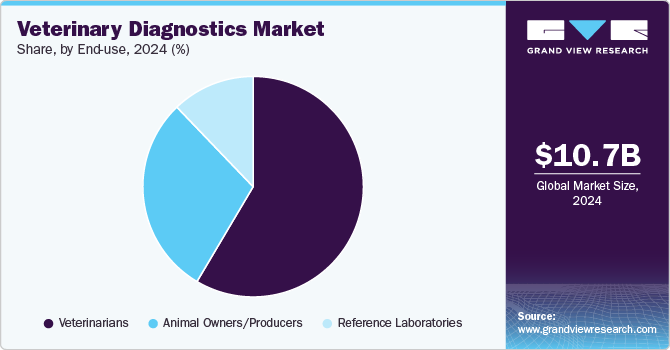 Veterinary Diagnostics Market
Share, by End-use, 2024 (%)
GRAND VIEW RESEARCH
$10.7B
Global Market Size,
2024
Veterinarians
Animal Owners/Producers
Reference Laboratories
Source:
www.grandviewresearch.com